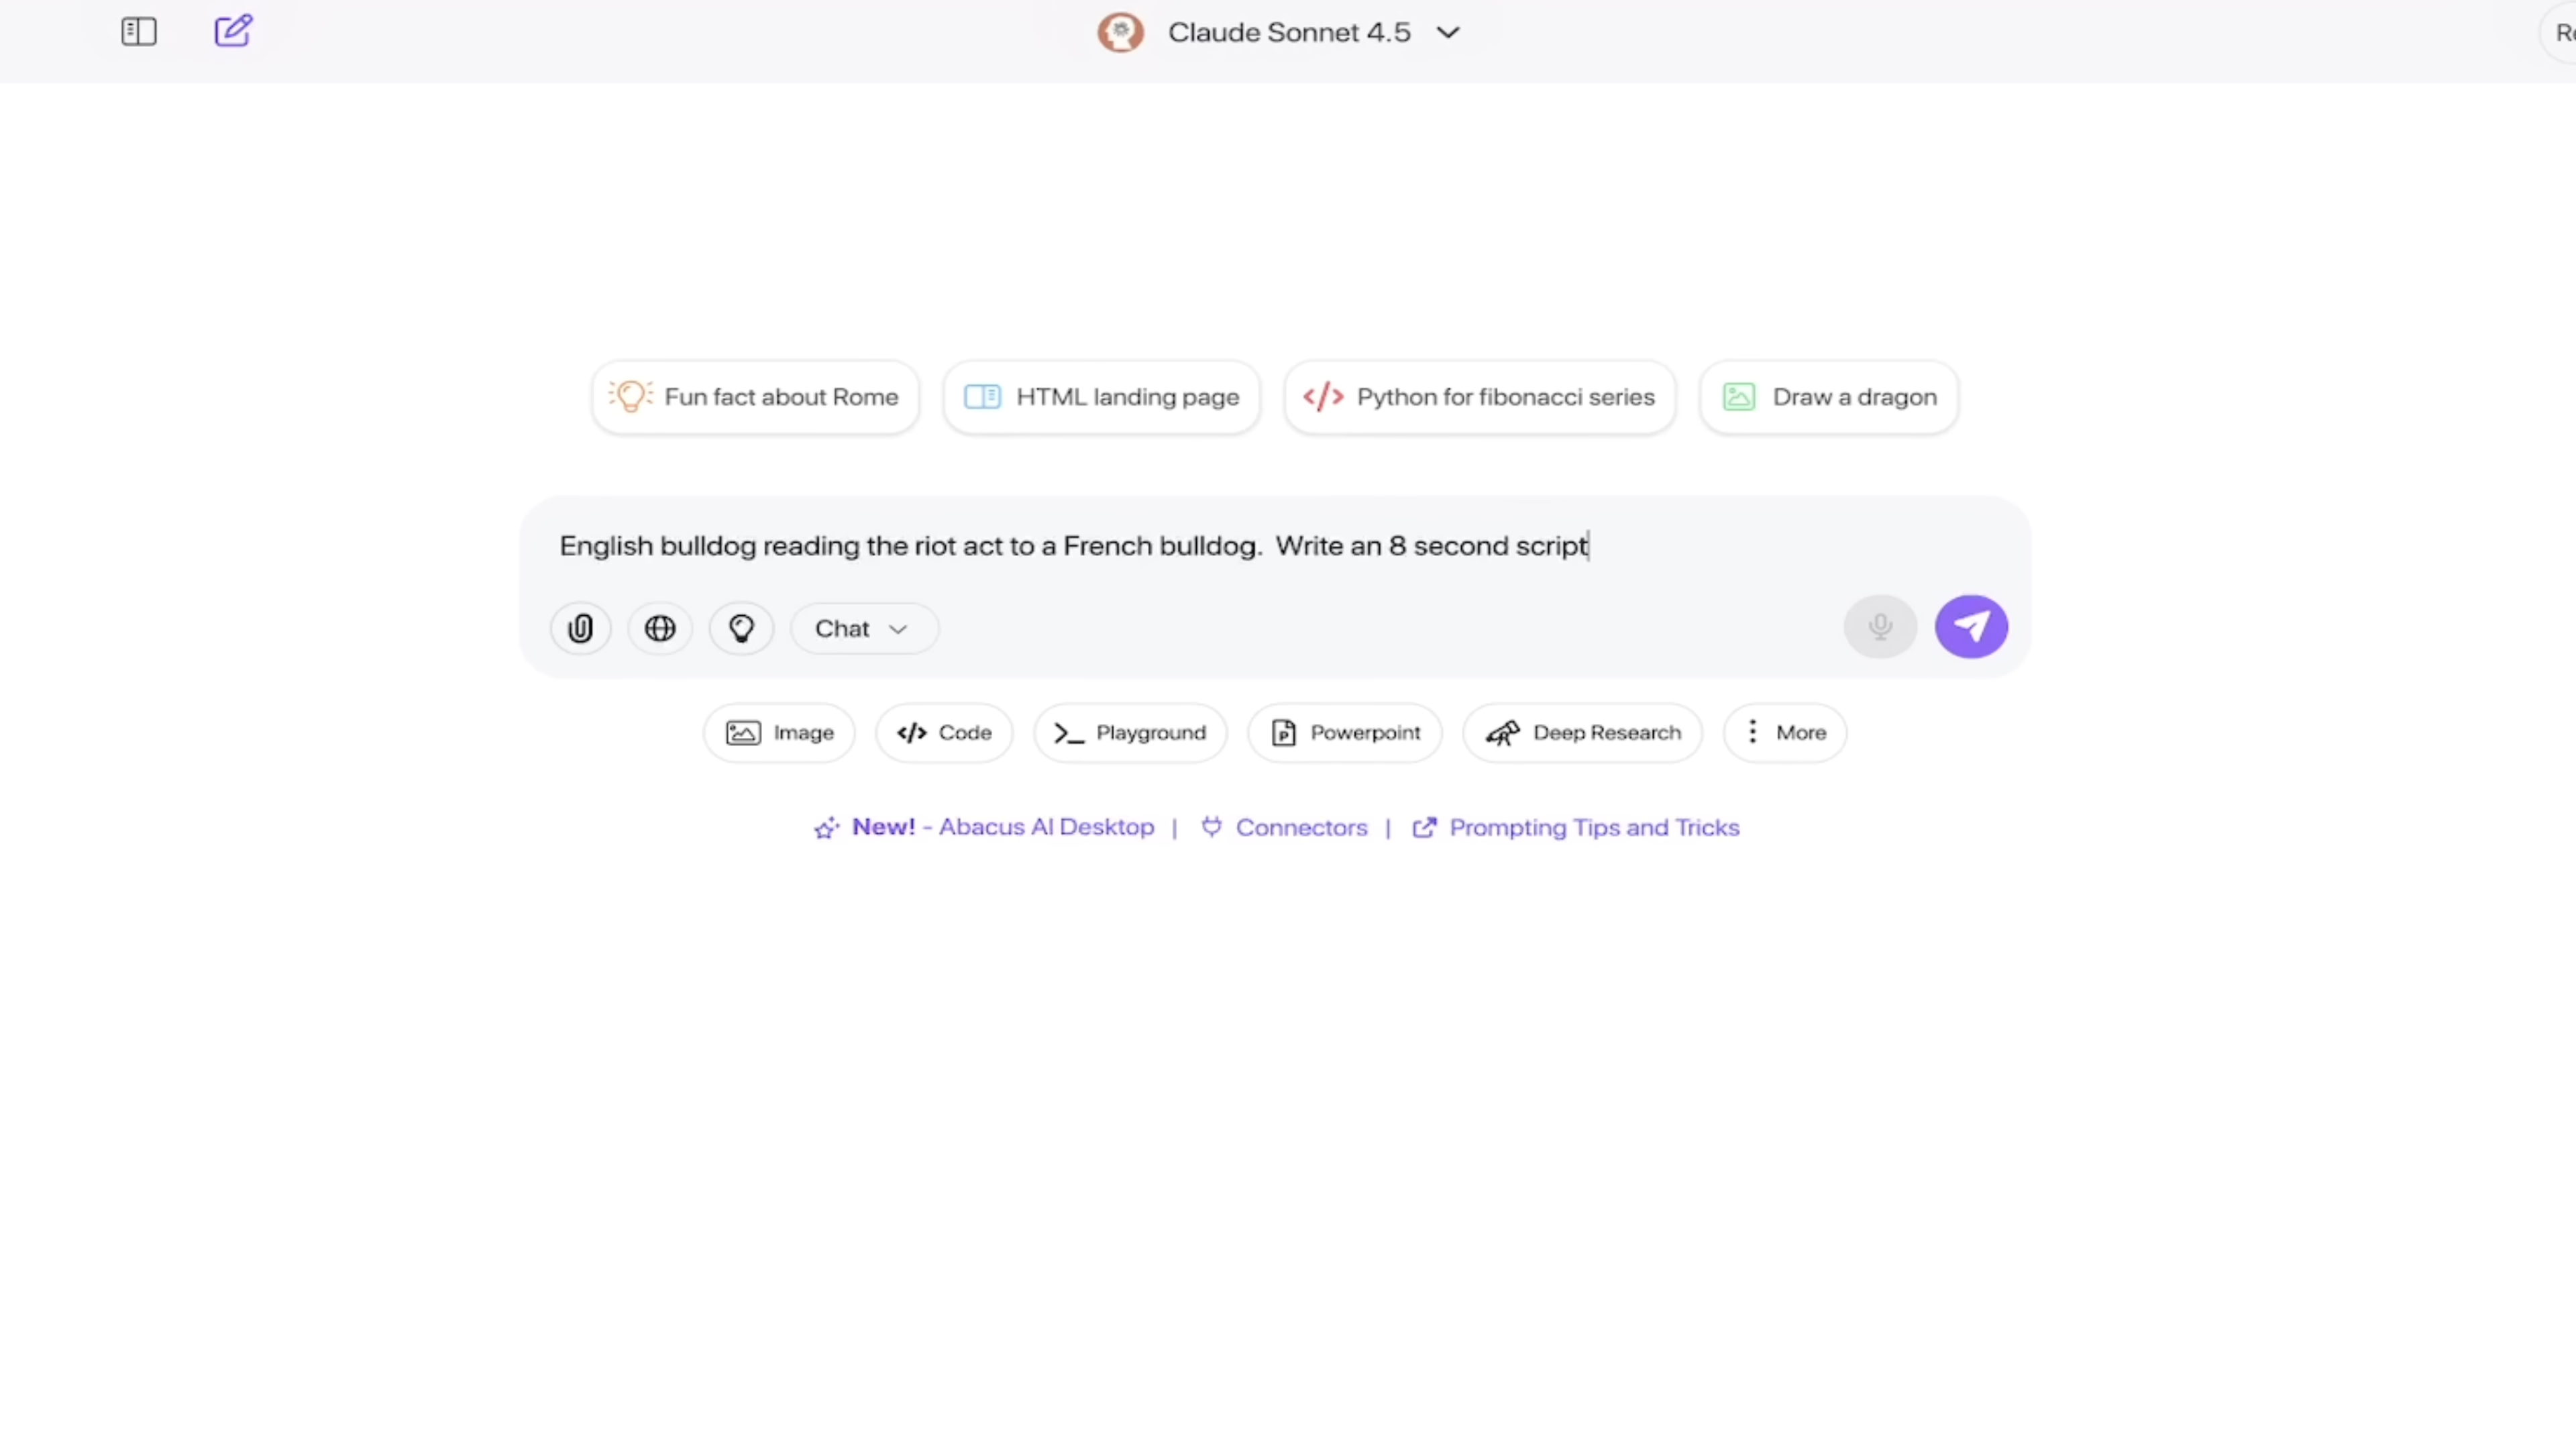 Claude Sonnet 4.5
Fun fact about Rome
HTML landing page
Python for fibonacci series
Draw a dragon
English bulldog reading the riot act to a French bulldog.  Write an 8 second script
Chat
Image
Code
Playground
Powerpoint
Deep Research
More
New! - Abacus AI Desktop | Connectors | Prompting Tips and Tricks